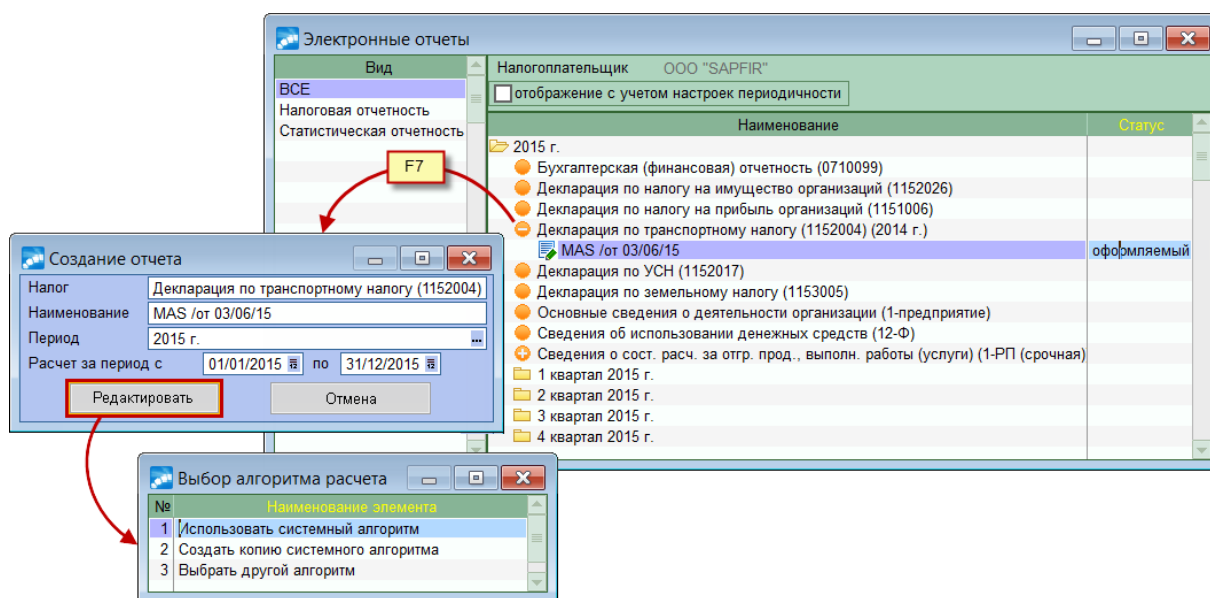 Электронные отчеты
Вид
ВСЕ
Налоговая отчетность
Статистическая отчетность
Налогоплательщик ООО "SAPFIR"
отображение с учетом настроек периодичности
Наименование Статус
2015 г.
Бухгалтерская (финансовая) отчетность (0710099)
Декларация по налогу на имущество организаций (1152026)
Декларация по налогу на прибыль организаций (1151006)
Декларация по транспортному налогу (1152004) (2014 г.)
MAS /от 03/06/15 оформляемый
Декларация по УСН (1152017)
Декларация по земельному налогу (1153005)
Основные сведения о деятельности организации (1-предприятие)
Сведения об использовании денежных средств (12-Ф)
Сведения о сост. расч. за отгр. прод., выполн. работы (услуги) (1-РП (срочная)
1 квартал 2015 г.
2 квартал 2015 г.
3 квартал 2015 г.
4 квартал 2015 г.
F7
Создание отчета
Налог Декларация по транспортному налогу (1152004)
Наименование MAS /от 03/06/15
Период 2015 г. ...
Расчет за период с 01/01/2015 12 по 31/12/2015 12
Редактировать Отмена
Выбор алгоритма расчета
№ Наименование элемента
1 Использовать системный алгоритм
2 Создать копию системного алгоритма
3 Выбрать другой алгоритм